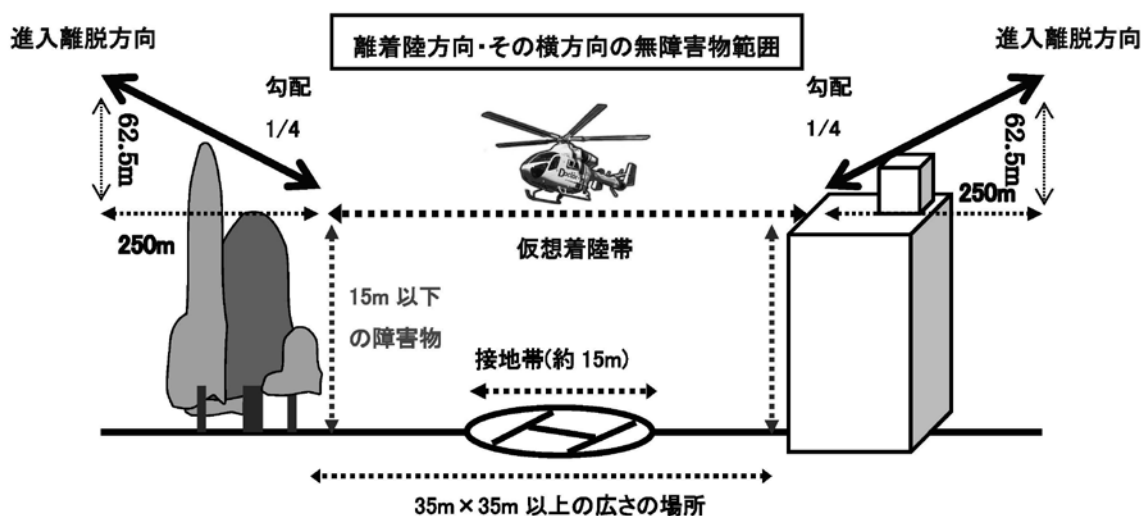 離着陸方向･その横方向の無障害物範囲
進入離脱方向
進入離脱方向
勾配
1/4
勾配
1/4
62.5m
62.5m
250m
250m
仮想着陸帯
15m 以下
の障害物
接地帯(約 15m)
H
35m×35m 以上の広さの場所